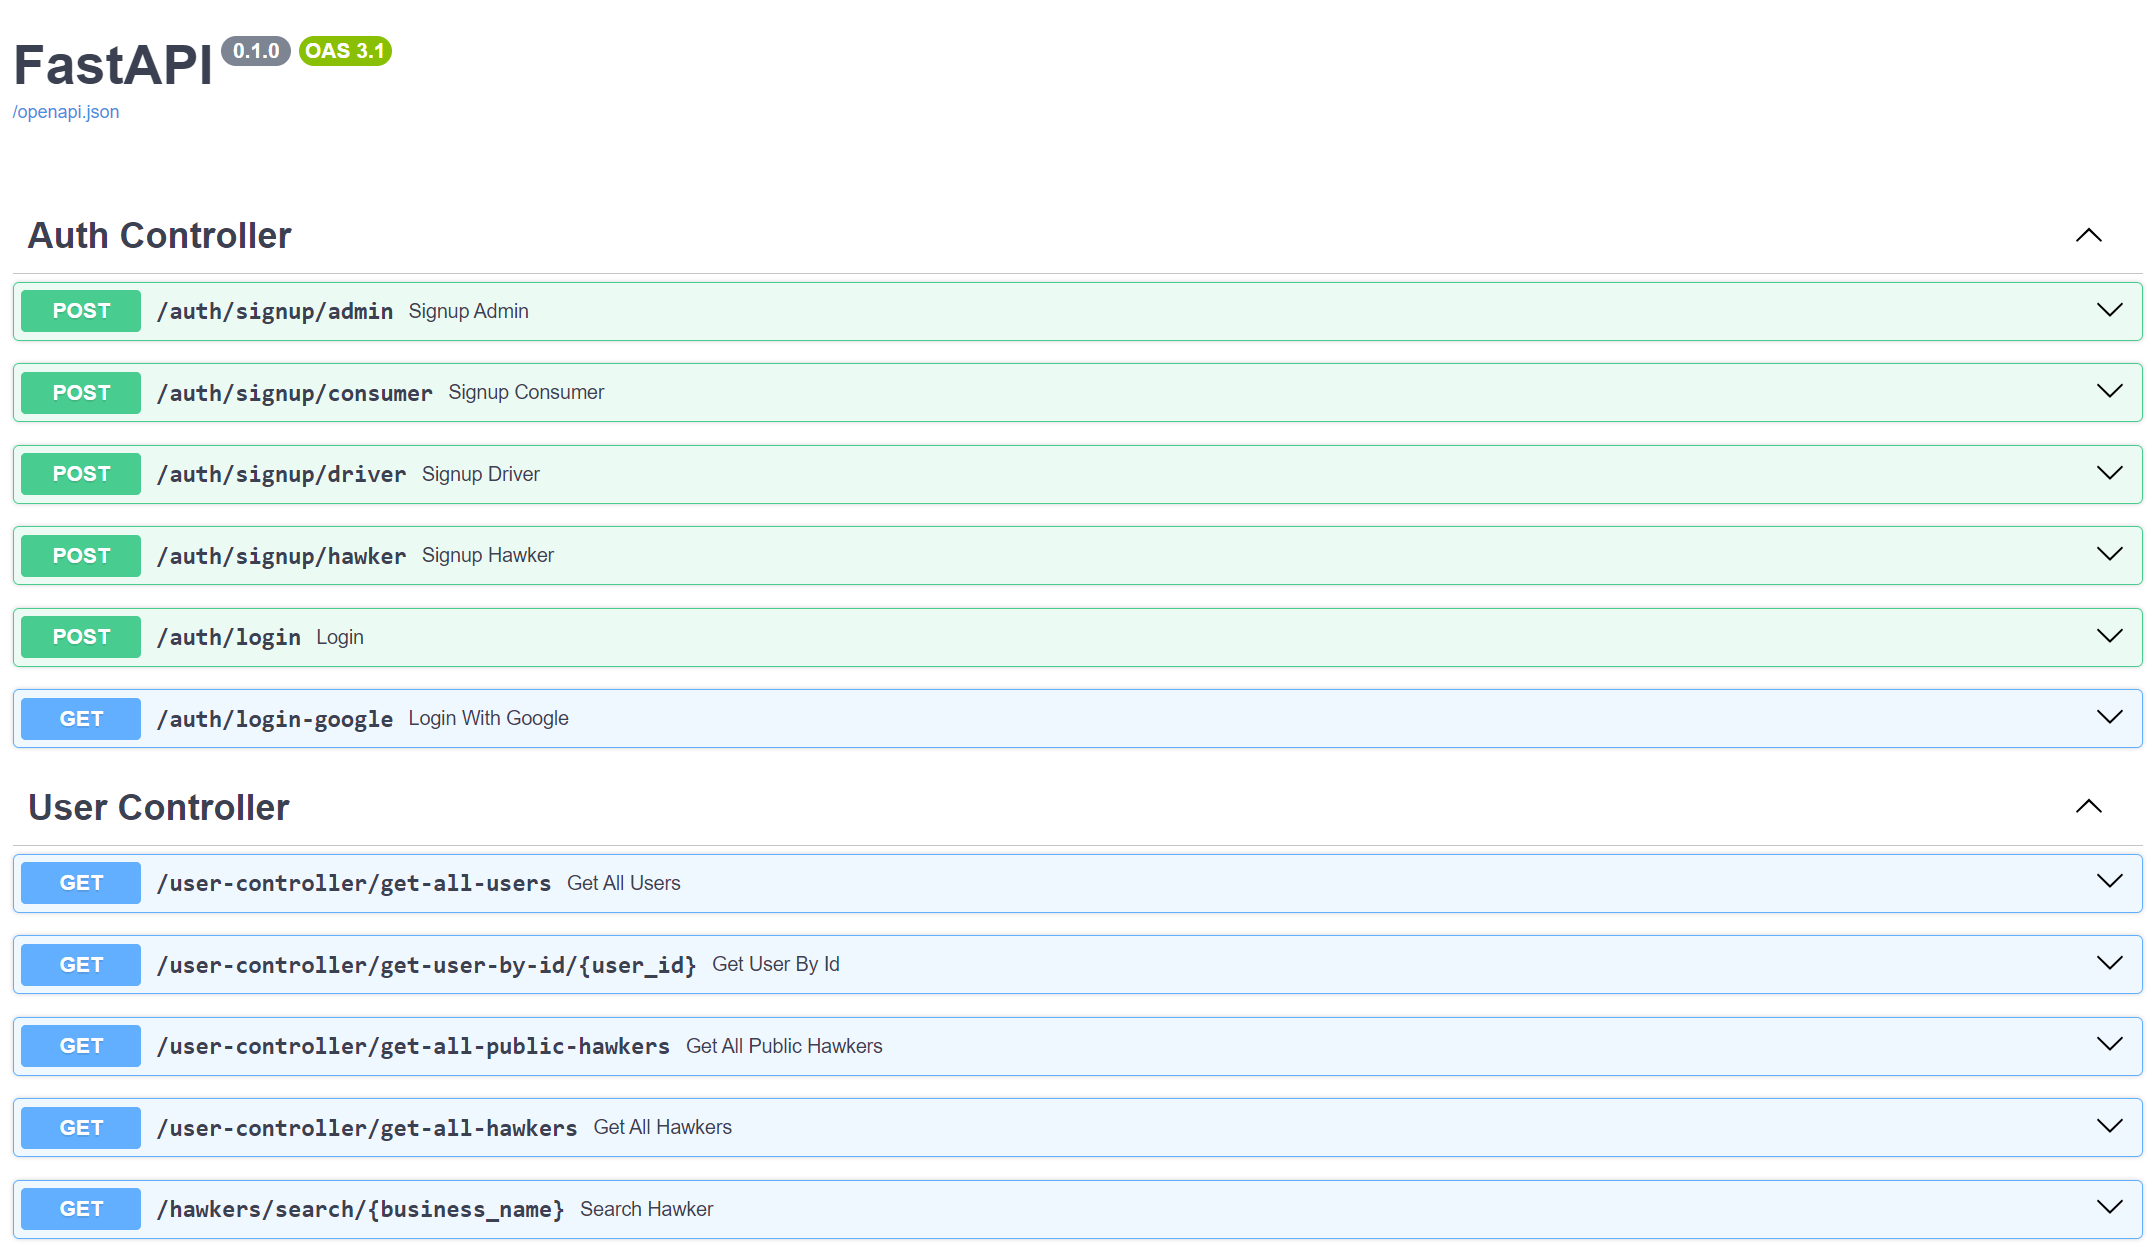 FastAPI 0.1.0 OAS 3.1
/openapi.json
Auth Controller
POST /auth/signup/admin Signup Admin
POST /auth/signup/consumer Signup Consumer
POST /auth/signup/driver Signup Driver
POST /auth/signup/hawker Signup Hawker
POST /auth/login Login
GET /auth/login-google Login With Google
User Controller
GET /user-controller/get-all-users Get All Users
GET /user-controller/get-user-by-id/{user_id} Get User By Id
GET /user-controller/get-all-public-hawkers Get All Public Hawkers
GET /user-controller/get-all-hawkers Get All Hawkers
GET /hawkers/search/{business_name} Search Hawker